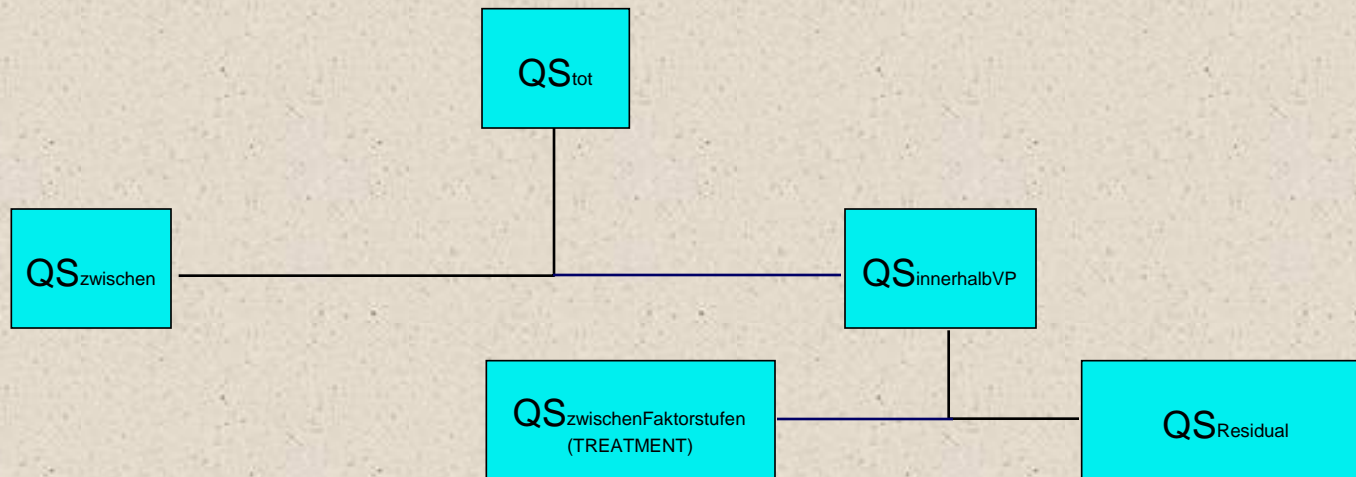 QStot
QSzwischen
QSinnerhalbVP
QSzwischenFaktorstufen
(TREATMENT)
QSResidual